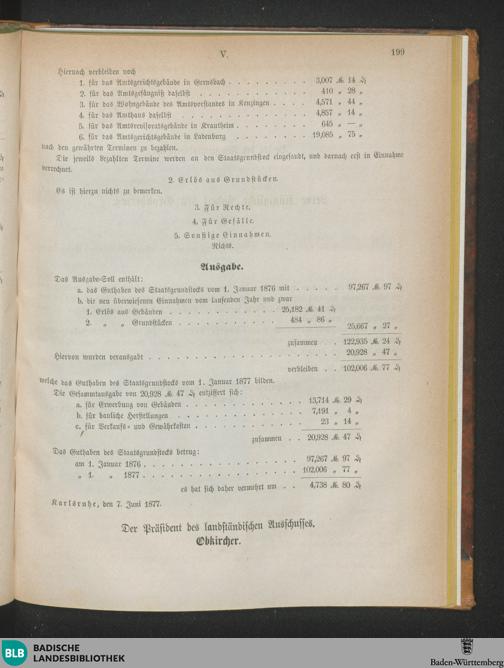 V.
199
Hiernach verbleiben noch
1. für das Amtsgerichtsgebäude in Gernsbach . . . . . . . . 3,007 ℳ 14 ₰
2. für das Amtsgefängniß daselbst . . . . . . . . . . . 410 „ 28 „
3. für das Wohngebäude des Amtsvorstandes in Kenzingen . . . . 4,571 „ 44 „
4. für das Amthaus daselbst . . . . . . . . . . . . 4,857 „ 14 „
5. für das Amtsrevisoratsgebäude in Krautheim . . . . . . . . 645 „ — „
6. für das Amtsgerichtsgebäude in Ladenburg . . . . . . . . 19,085 „ 75 „
nach den gewährten Terminen zu bezahlen.
Die jeweils bezahlten Termine werden an den Staatsgrundstock eingesandt, und darnach erst in Einnahme
verrechnet.
2. Erlös aus Grundstücken.
Es ist hierzu nichts zu bemerken.
3. Für Rechte.
4. Für Gefälle.
5. Sonstige Einnahmen.
Nichts.
Ausgabe.
Das Ausgabe-Soll enthält:
a. das Guthaben des Staatsgrundstocks vom 1. Januar 1876 mit . . . . . 97,267 ℳ 97 ₰
b. die neu überwiesenen Einnahmen vom laufenden Jahr und zwar
1. Erlös aus Gebäuden . . . . . . . . . . . 25,182 ℳ 41 ₰
2. „ „ Grundstücken . . . . . . . . . . 484 „ 86 „
25,667 „ 27 „
zusammen . . 122,935 ℳ 24 ₰
Hiervon wurden verausgabt . . . . . . . . . . . . . . . . . 20,928 „ 47 „
verbleiben . . 102,006 ℳ 77 ₰
welche das Guthaben des Staatsgrundstocks vom 1. Januar 1877 bilden.
Die Gesammtausgabe von 20,928 ℳ 47 ₰ entziffert sich:
a. für Erwerbung von Gebäuden . . . . . . . . . . . . 13,714 ℳ 29 ₰
b. für bauliche Herstellungen . . . . . . . . . . . . . 7,191 „ 4 „
c. für Verkaufs- und Gewährkosten . . . . . . . . . . . 23 „ 14 „
zusammen . . 20,928 ℳ 47 ₰
Das Guthaben des Staatsgrundstocks betrug:
am 1. Januar 1876 . . . . . . . . . . . . . . . . 97,267 ℳ 97 ₰
„ 1. „ 1877 . . . . . . . . . . . . . . . . 102,006 „ 77 „
es hat sich daher vermehrt um . . 4,738 ℳ 80 ₰
Karlsruhe, den 7. Juni 1877.
Der Präsident des landständischen Ausschusses.
Obkircher.
BLB BADISCHE
LANDESBIBLIOTHEK
Baden-Württemberg